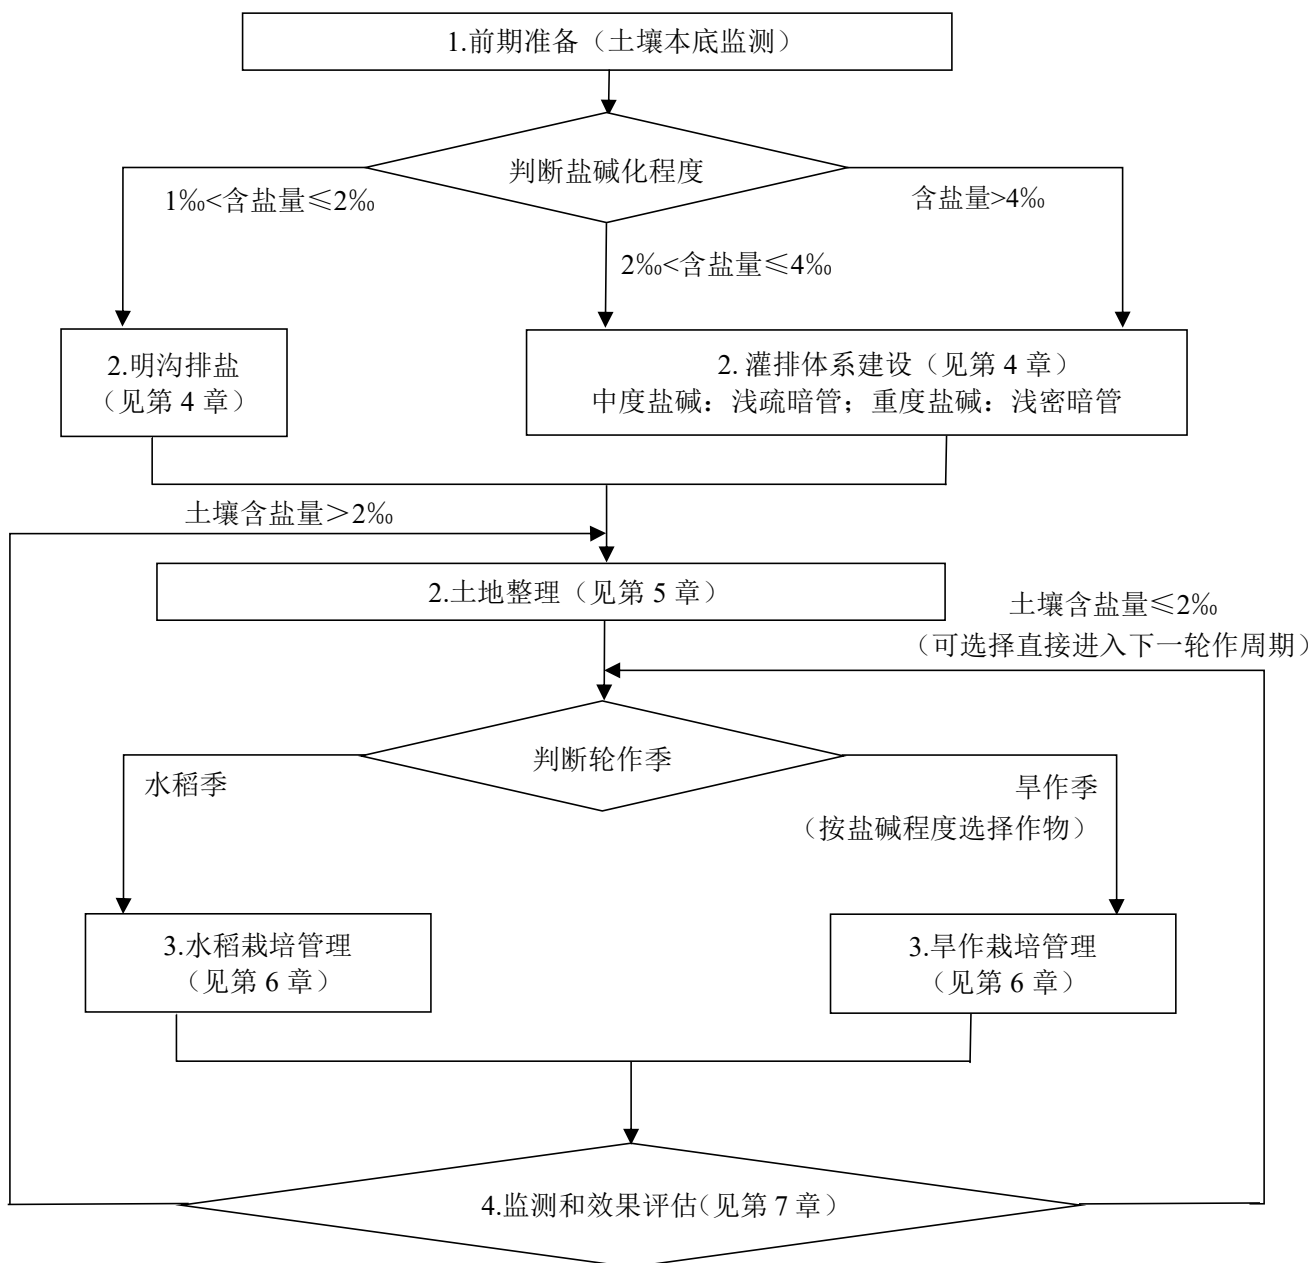 1.前期准备（土壤本底监测）
判断盐碱化程度
1‰<含盐量≤2‰
含盐量>4‰
2‰<含盐量≤4‰
2.明沟排盐
（见第 4 章）
2. 灌排体系建设（见第 4 章）
中度盐碱：浅疏暗管；重度盐碱：浅密暗管
土壤含盐量＞2‰
2.土地整理（见第 5 章）
土壤含盐量≤2‰
（可选择直接进入下一轮作周期）
判断轮作季
水稻季
旱作季
（按盐碱程度选择作物）
3.水稻栽培管理
（见第 6 章）
3.旱作栽培管理
（见第 6 章）
4.监测和效果评估（见第 7 章）